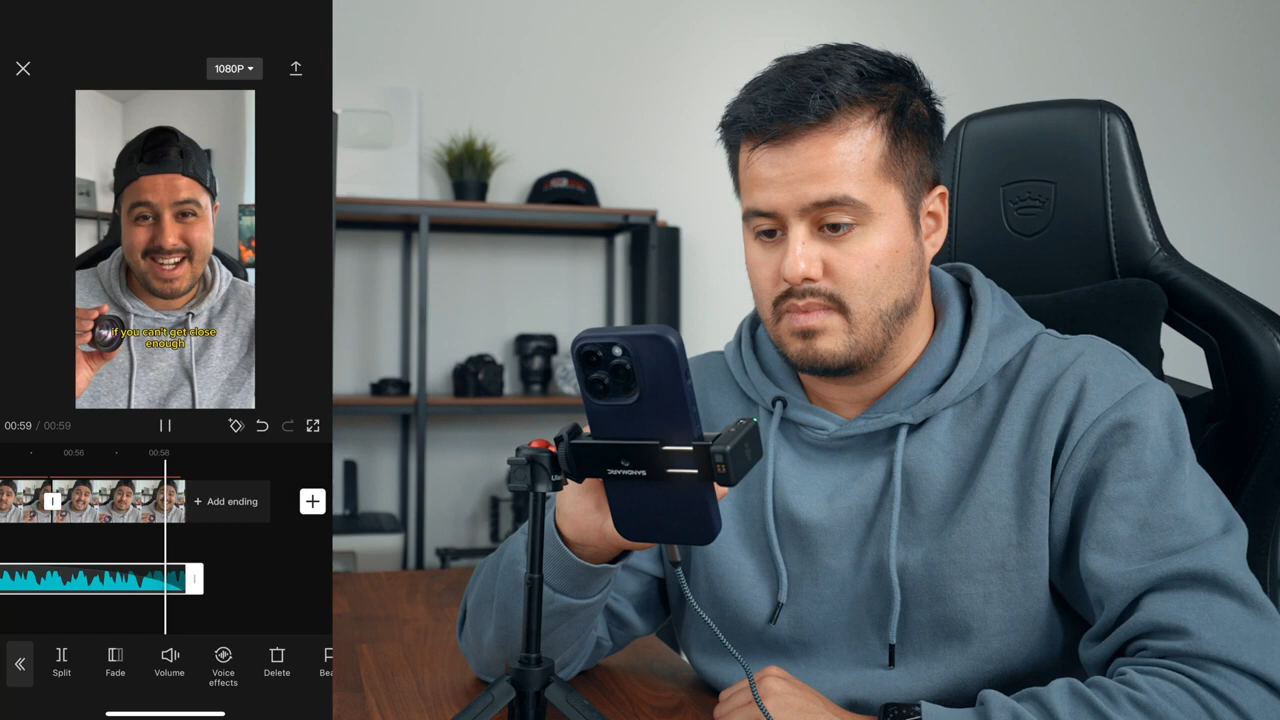 1080P
if you can't get close
enough
00:59 / 00:59
00:56
00:58
+ Add ending
Split
Fade
Volume
Voice
effects
Delete
SANDMARC